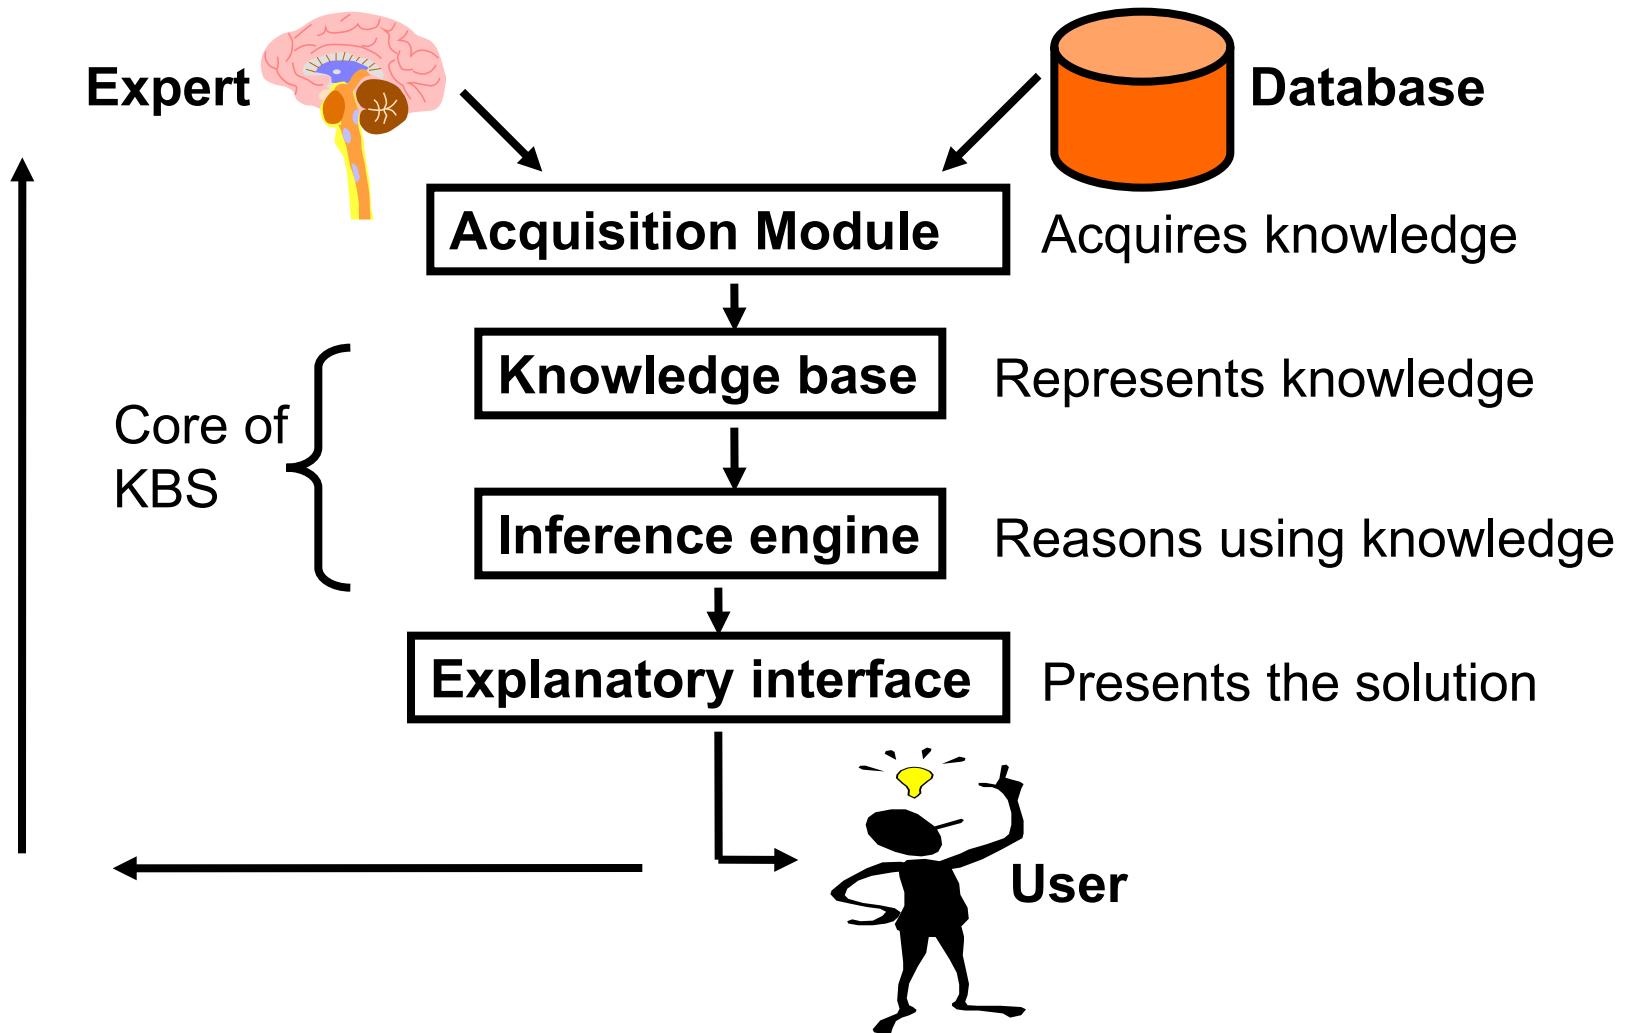 Expert
Database
Acquisition Module
Acquires knowledge
Knowledge base
Represents knowledge
Core of
KBS
Inference engine
Reasons using knowledge
Explanatory interface
Presents the solution
User